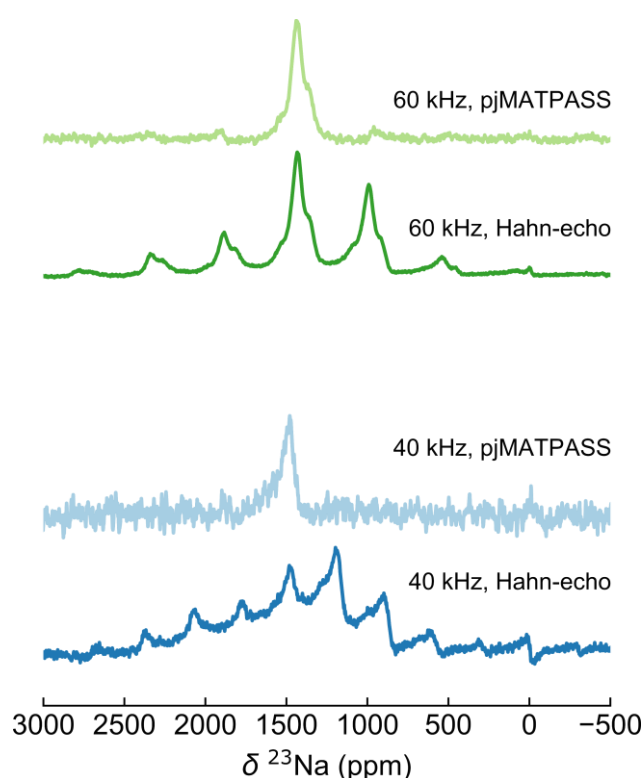 60 kHz, pjMATPASS
60 kHz, Hahn-echo
40 kHz, pjMATPASS
40 kHz, Hahn-echo
3000 2500 2000 1500 1000 500 0 −500
δ ²³Na (ppm)